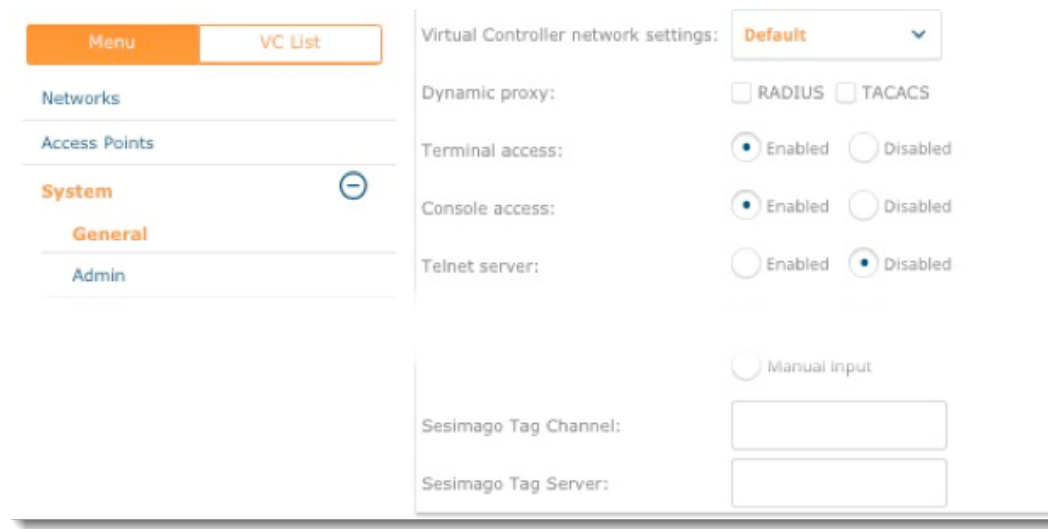 Menu
VC List
Networks
Access Points
System
General
Admin
Virtual Controller network settings: Default
Dynamic proxy: RADIUS TACACS
Terminal access: Enabled Disabled
Console access: Enabled Disabled
Telnet server: Enabled Disabled
Manual Input
Sesimago Tag Channel:
Sesimago Tag Server: